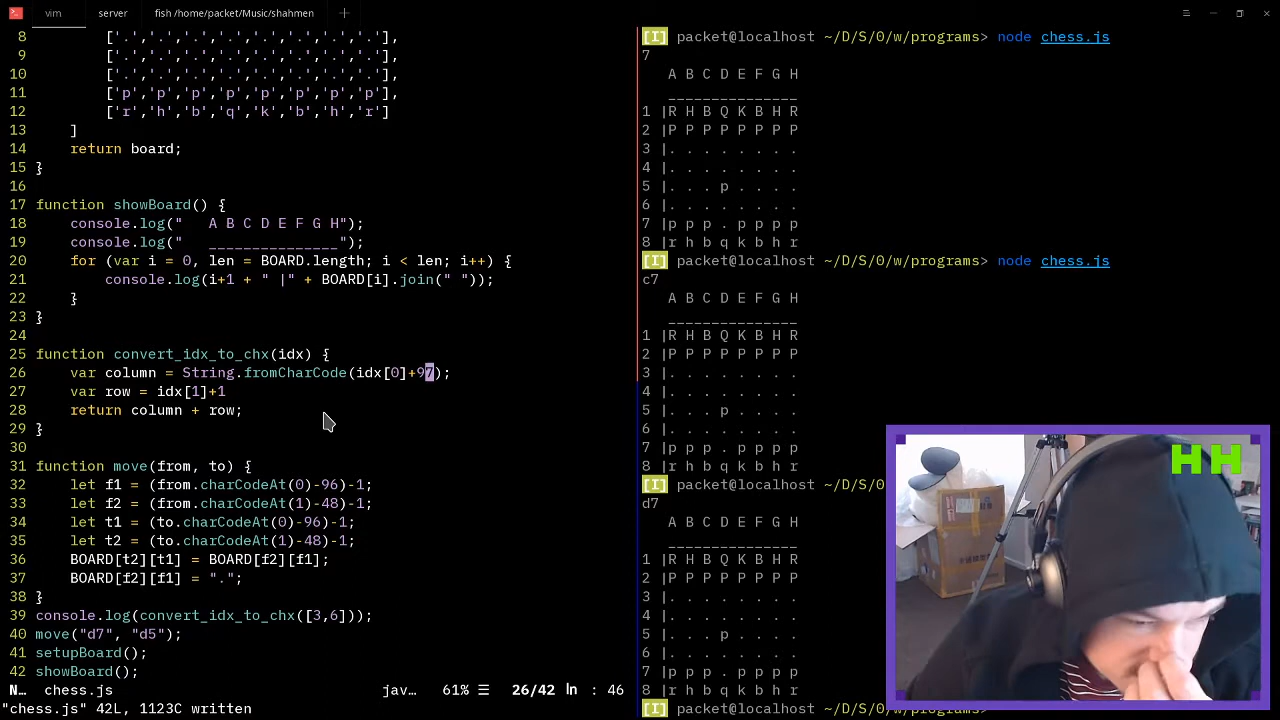 vim server fish /home/packet/Music/shahmen +
8 ['.','.','.','.','.','.','.','.'],
9 ['.','.','.','.','.','.','.','.'],
10 ['.','.','.','.','.','.','.','.'],
11 ['p','p','p','p','p','p','p','p'],
12 ['r','h','b','q','k','b','h','r']
13 ]
14 return board;
15 }
16
17 function showBoard() {
18 console.log("   A B C D E F G H");
19 console.log("   _______________");
20 for (var i = 0, len = BOARD.length; i < len; i++) {
21 console.log(i+1 + " |" + BOARD[i].join(" "));
22 }
23 }
24
25 function convert_idx_to_chx(idx) {
26 var column = String.fromCharCode(idx[0]+97);
27 var row = idx[1]+1
28 return column + row;
29 }
30
31 function move(from, to) {
32 let f1 = (from.charCodeAt(0)-96)-1;
33 let f2 = (from.charCodeAt(1)-48)-1;
34 let t1 = (to.charCodeAt(0)-96)-1;
35 let t2 = (to.charCodeAt(1)-48)-1;
36 BOARD[t2][t1] = BOARD[f2][f1];
37 BOARD[f2][f1] = ".";
38 }
39 console.log(convert_idx_to_chx([3,6]));
40 move("d7", "d5");
41 setupBoard();
42 showBoard();
N… chess.js jav… 61% ☰ 26/42 ln : 46
"chess.js" 42L, 1123C written
[I] packet@localhost ~/D/S/0/w/programs> node chess.js
7
A B C D E F G H
_______________
1 |R H B Q K B H R
2 |P P P P P P P P
3 |. . . . . . . .
4 |. . . . . . . .
5 |. . . p . . . .
6 |. . . . . . . .
7 |p p p . p p p p
8 |r h b q k b h r
[I] packet@localhost ~/D/S/0/w/programs> node chess.js
c7
A B C D E F G H
_______________
1 |R H B Q K B H R
2 |P P P P P P P P
3 |. . . . . . . .
4 |. . . . . . . .
5 |. . . p . . . .
6 |. . . . . . . .
7 |p p p . p p p p
8 |r h b q k b h r
[I] packet@localhost ~/D/S/0
d7
A B C D E F G H
_______________
1 |R H B Q K B H R
2 |P P P P P P P P
3 |. . . . . . . .
4 |. . . . . . . .
5 |. . . p . . . .
6 |. . . . . . . .
7 |p p p . p p p p
8 |r h b q k b h r
[I] packet@localhost ~/D/S/0/w/programs>
HH